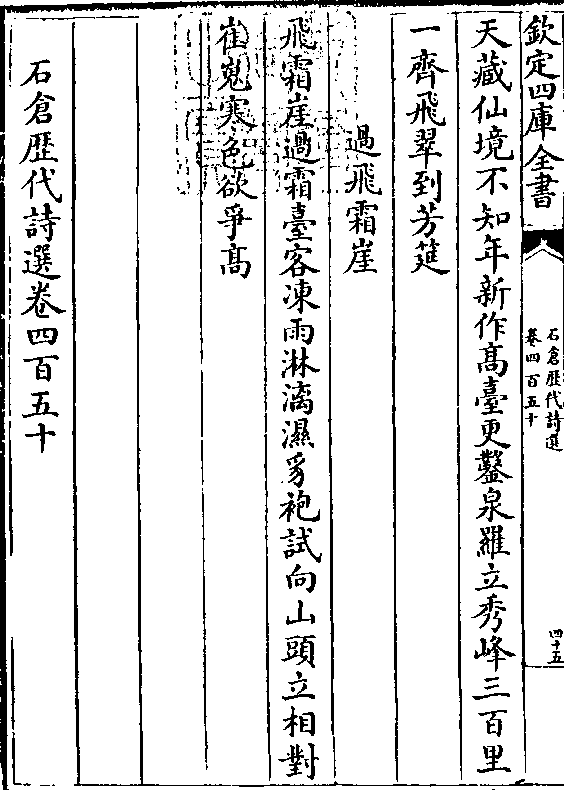 欽定四庫全書
石倉歷代詩選
卷四百五十
四十五
天藏仙境不知年新作高臺更鑿泉羅立秀峰三百里
一齊飛翠到芳筵
過飛霜崖
飛霜崖過霜臺客凍雨淋漓濕豸袍試向山頭立相對
崔嵬寒色欲爭高
石倉歷代詩選卷四百五十